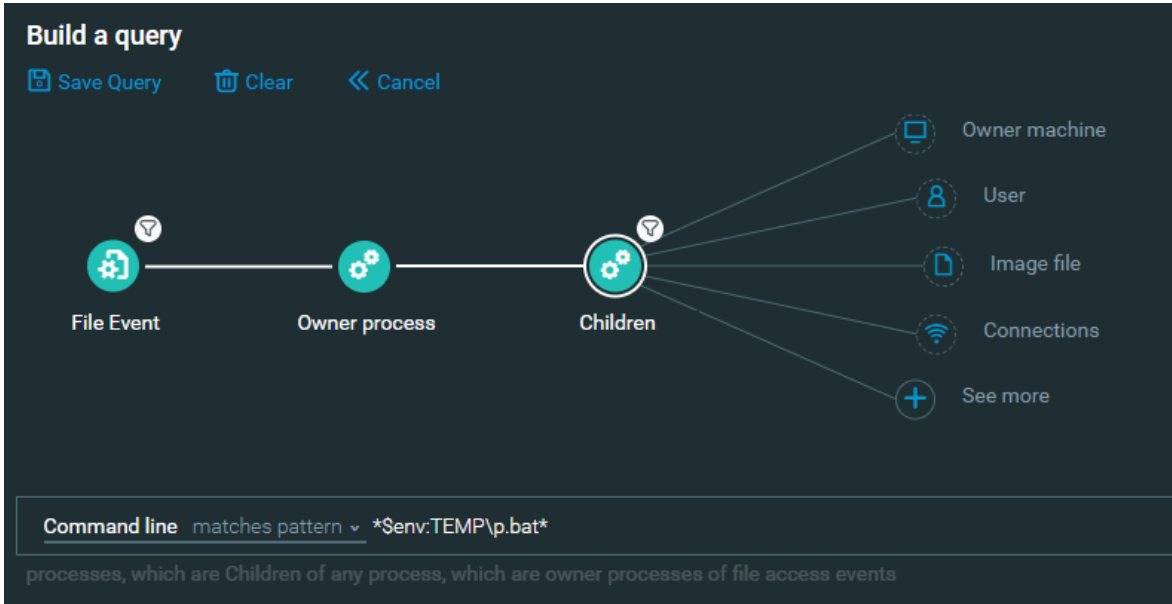 Build a query
Save Query Clear Cancel
Owner machine
User
Image file
Connections
See more
File Event Owner process Children
Command line matches pattern *$env:TEMP\p.bat*
processes, which are Children of any process, which are owner processes of file access events